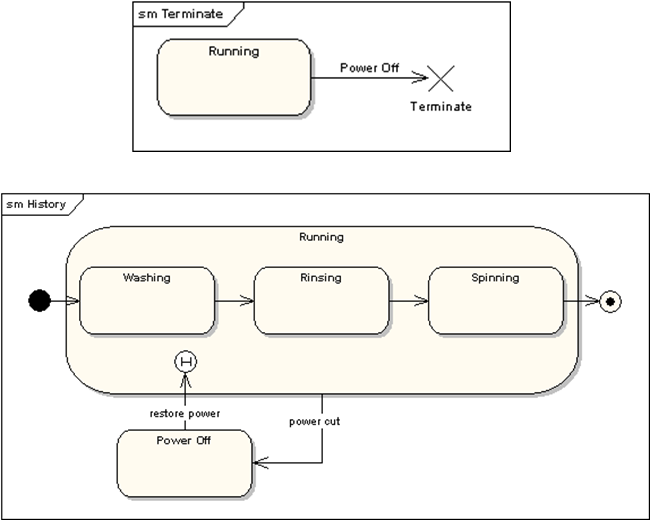 sm Terminate
Running
Power Off
Terminate
sm History
Running
Washing
Rinsing
Spinning
H
restore power
power cut
Power Off